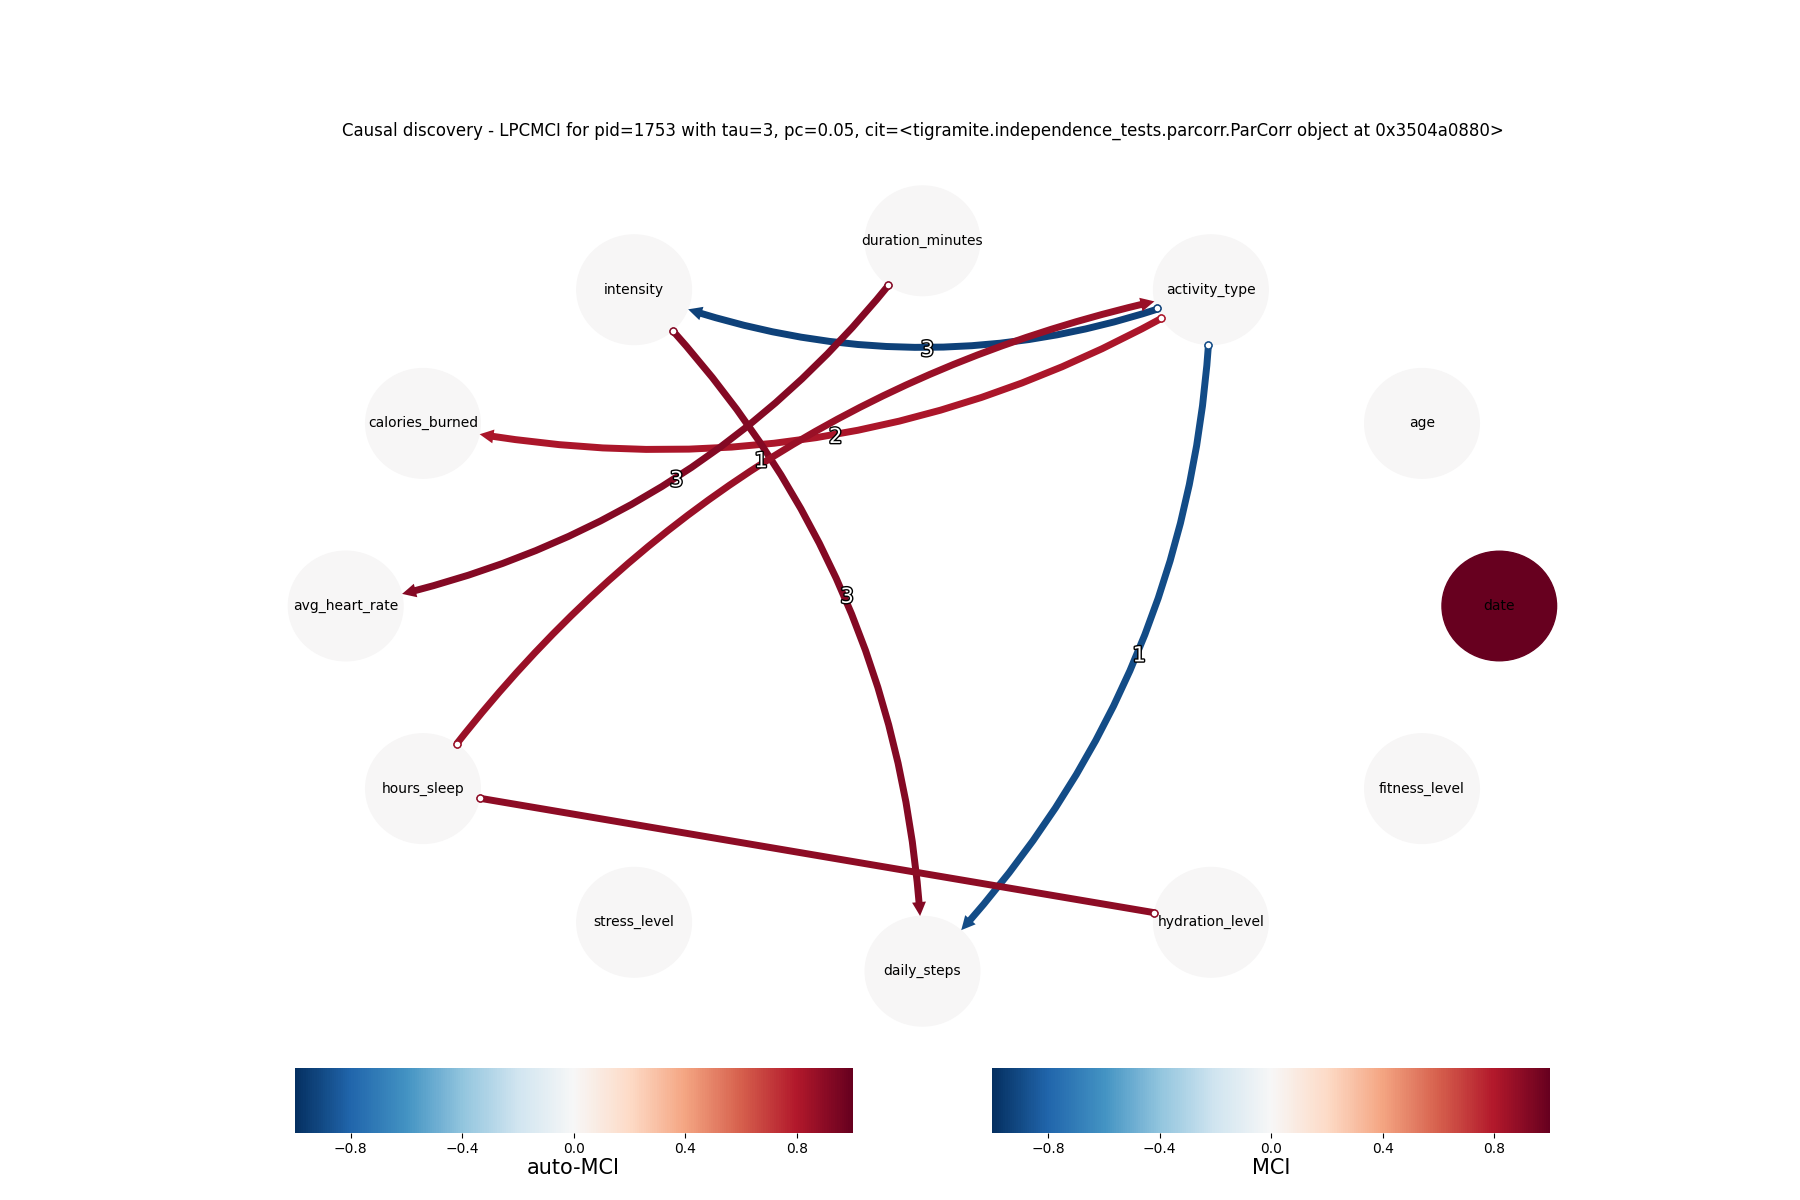 Causal discovery - LPCMCI for pid=1753 with tau=3, pc=0.05, cit=<tigramite.independence_tests.parcorr.ParCorr object at 0x3504a0880>
duration_minutes
intensity
activity_type
3
calories_burned
age
2
1
3
3
avg_heart_rate
date
1
hours_sleep
fitness_level
stress_level
hydration_level
daily_steps
−0.8 −0.4 0.0 0.4 0.8
auto-MCI
−0.8 −0.4 0.0 0.4 0.8
MCI